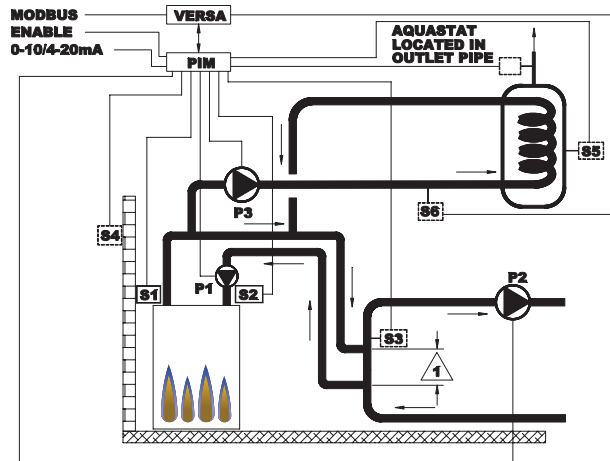 MODBUS
VERSA
ENABLE
0-10/4-20mA
PIM
AQUASTAT
LOCATED IN
OUTLET PIPE
S5
P3
S6
S4
S1
P1
S2
P2
S3
1